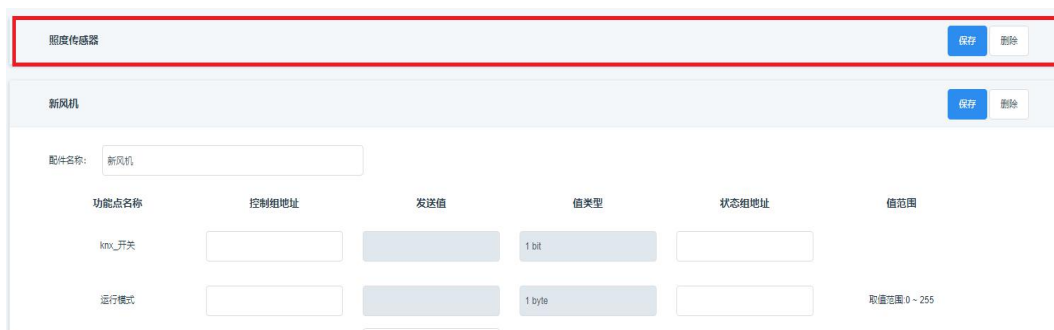 照度传感器 保存 删除
新风机 保存 删除
配件名称: 新风机
功能点名称 控制组地址 发送值 值类型 状态组地址 值范围
knx_开关 1 bit
运行模式 1 byte 取值范围:0 ~ 255